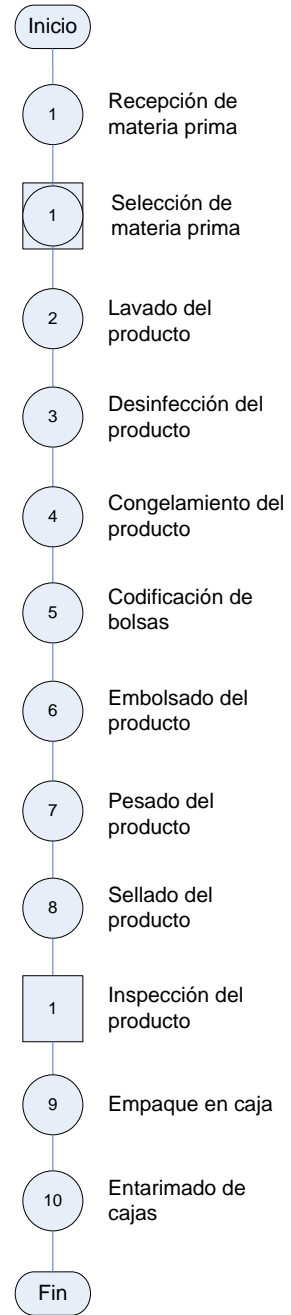 Inicio
1
Recepción de
materia prima
1
Selección de
materia prima
2
Lavado del
producto
3
Desinfección del
producto
4
Congelamiento del
producto
5
Codificación de
bolsas
6
Embolsado del
producto
7
Pesado del
producto
8
Sellado del
producto
1
Inspección del
producto
9
Empaque en caja
10
Entarimado de
cajas
Fin